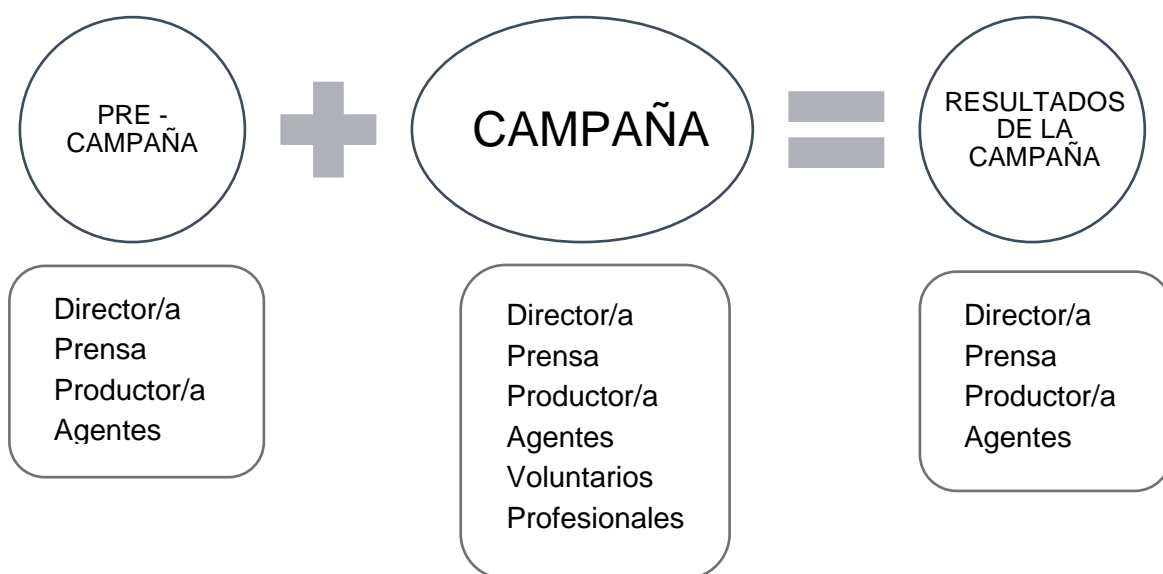 PRE -
CAMPAÑA
CAMPAÑA
RESULTADOS
DE LA
CAMPAÑA
Director/a
Prensa
Productor/a
Agentes
Director/a
Prensa
Productor/a
Agentes
Voluntarios
Profesionales
Director/a
Prensa
Productor/a
Agentes